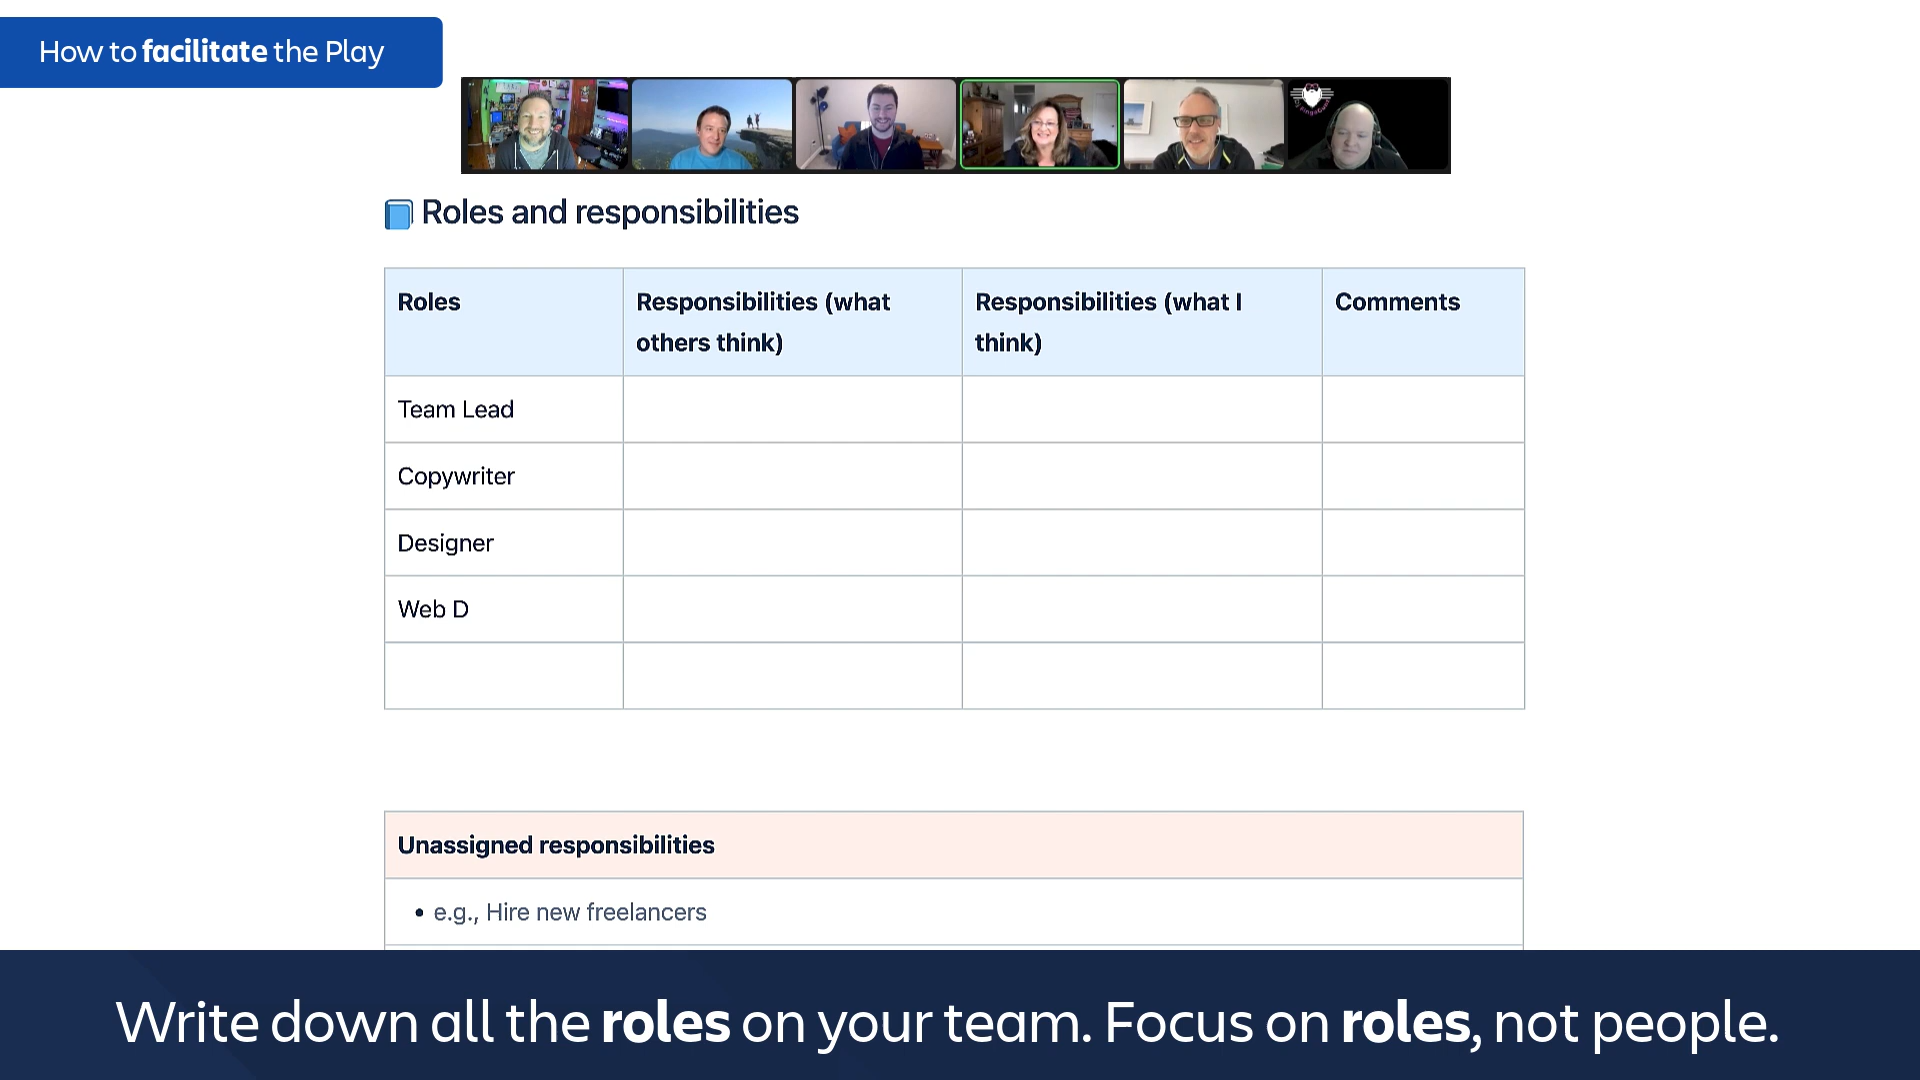 How to facilitate the Play
Roles and responsibilities
Roles
Responsibilities (what
others think)
Responsibilities (what I
think)
Comments
Team Lead
Copywriter
Designer
Web D
Unassigned responsibilities
• e.g., Hire new freelancers
Write down all the roles on your team. Focus on roles, not people.